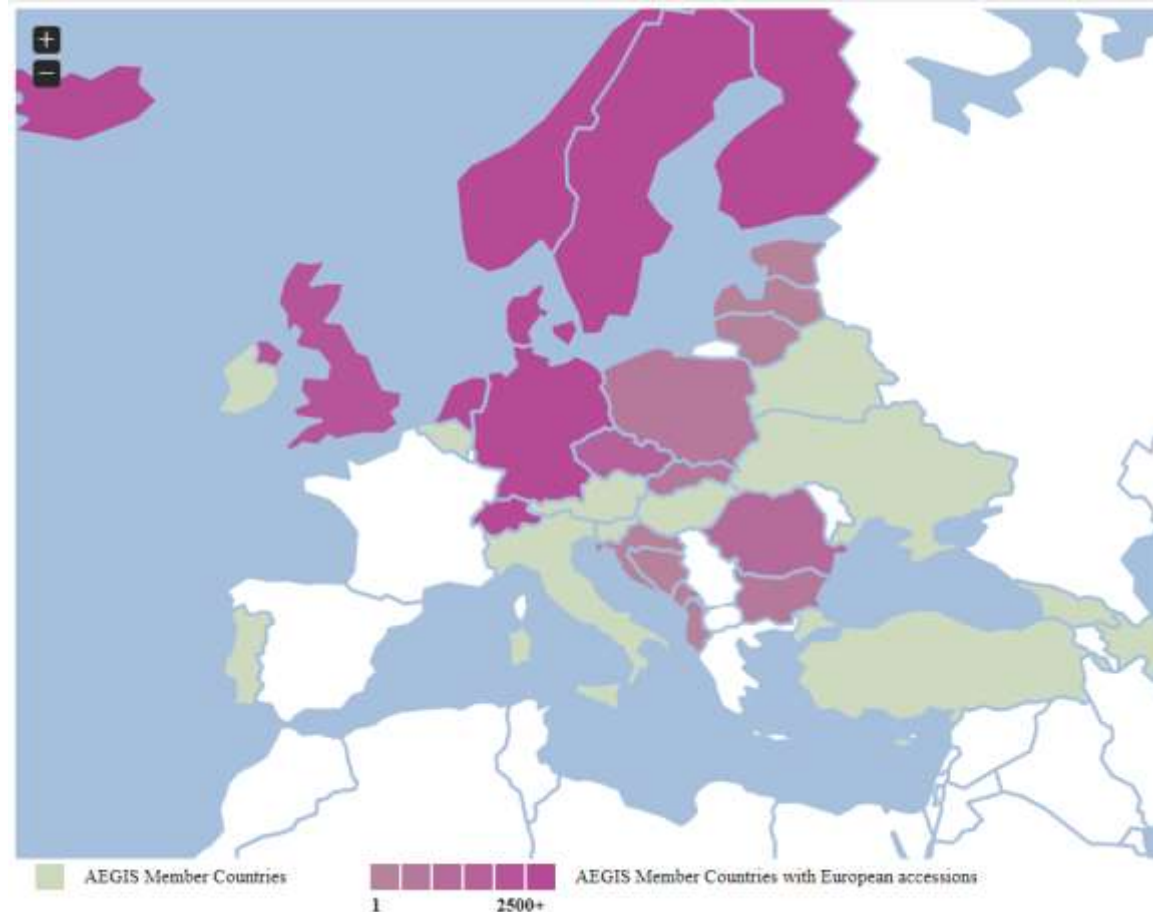 +
−
AEGIS Member Countries
AEGIS Member Countries with European accessions
1 2500+